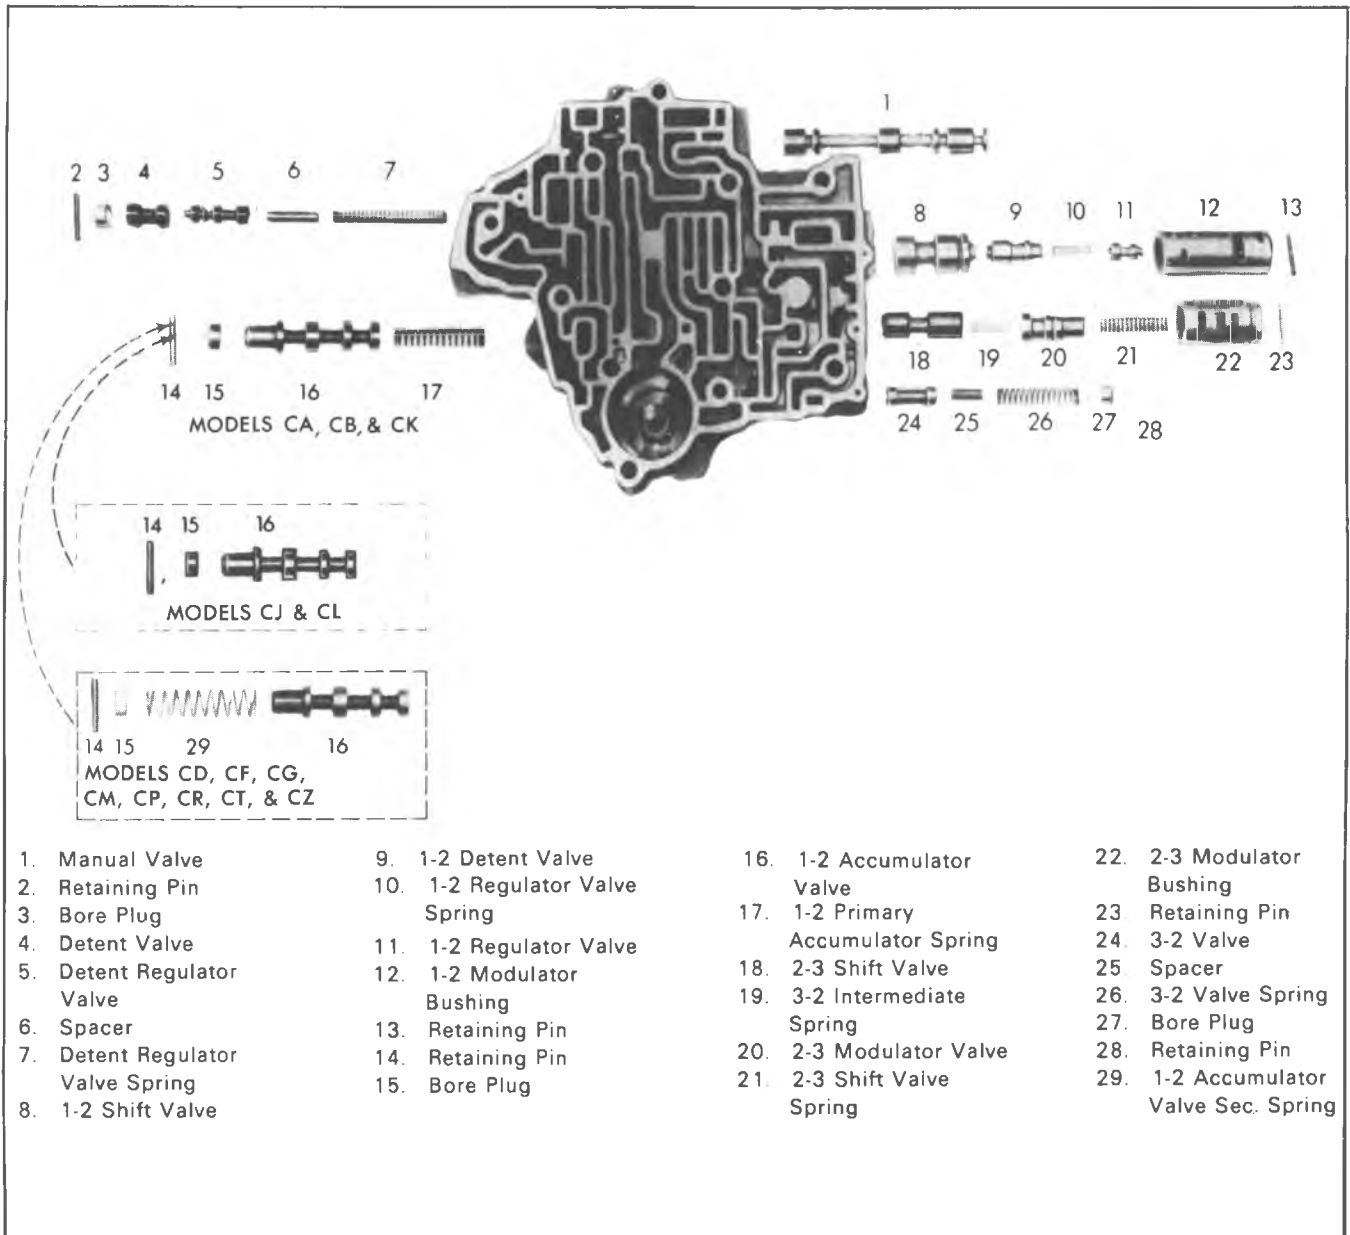 1
2 3 4 5 6 7
8 9 10 11 12 13
14 15 16 17
18 19 20 21 22 23
24 25 26 27 28
MODELS CA, CB, & CK
14 15 16
MODELS CJ & CL
14 15 29 16
MODELS CD, CF, CG,
CM, CP, CR, CT, & CZ
1. Manual Valve
2. Retaining Pin
3. Bore Plug
4. Detent Valve
5. Detent Regulator
Valve
6. Spacer
7. Detent Regulator
Valve Spring
8. 1-2 Shift Valve
9. 1-2 Detent Valve
10. 1-2 Regulator Valve
Spring
11. 1-2 Regulator Valve
12. 1-2 Modulator
Bushing
13. Retaining Pin
14. Retaining Pin
15. Bore Plug
16. 1-2 Accumulator
Valve
17. 1-2 Primary
Accumulator Spring
18. 2-3 Shift Valve
19. 3-2 Intermediate
Spring
20. 2-3 Modulator Valve
21. 2-3 Shift Valve
Spring
22. 2-3 Modulator
Bushing
23. Retaining Pin
24. 3-2 Valve
25. Spacer
26. 3-2 Valve Spring
27. Bore Plug
28. Retaining Pin
29. 1-2 Accumulator
Valve Sec. Spring